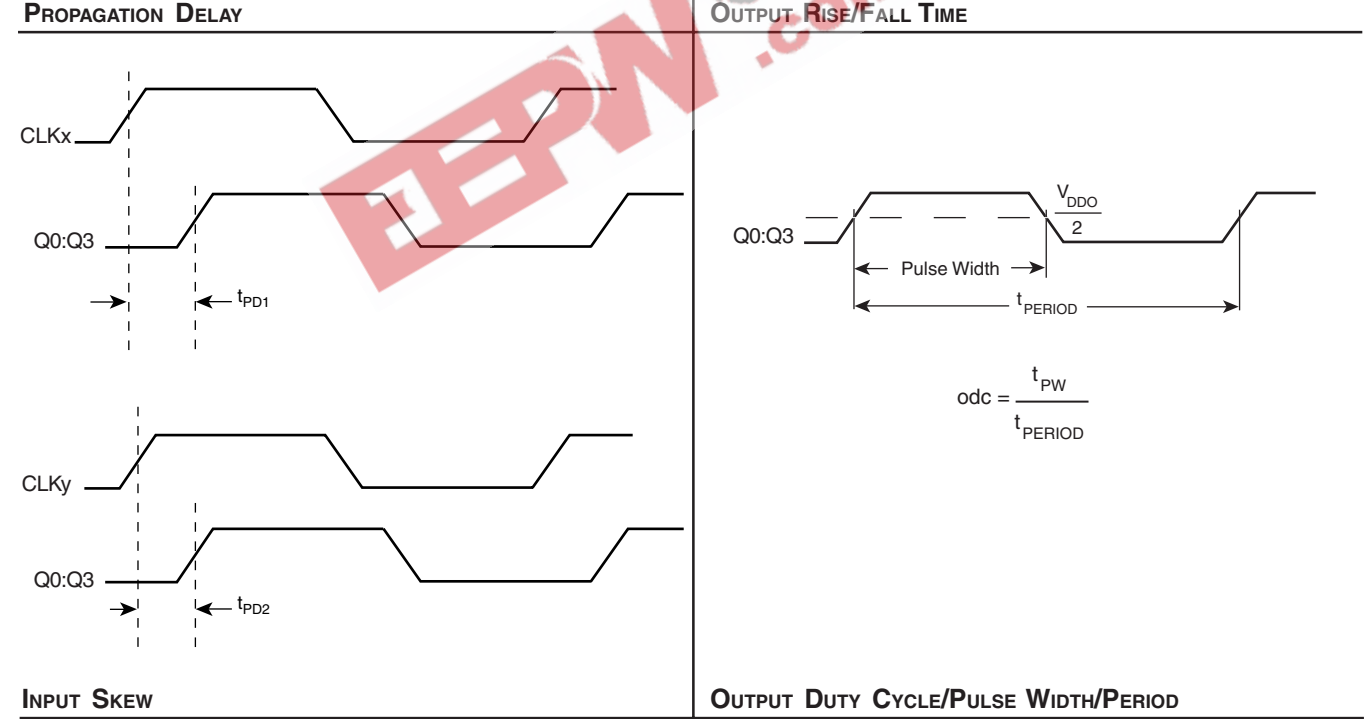 PROPAGATION DELAY
OUTPUT RISE/FALL TIME
EEPW
.com
CLKx
Q0:Q3
tPD1
CLKy
Q0:Q3
tPD2
INPUT SKEW
Q0:Q3
VDDO
2
Pulse Width
tPERIOD
odc =
tPW
tPERIOD
OUTPUT DUTY CYCLE/PULSE WIDTH/PERIOD